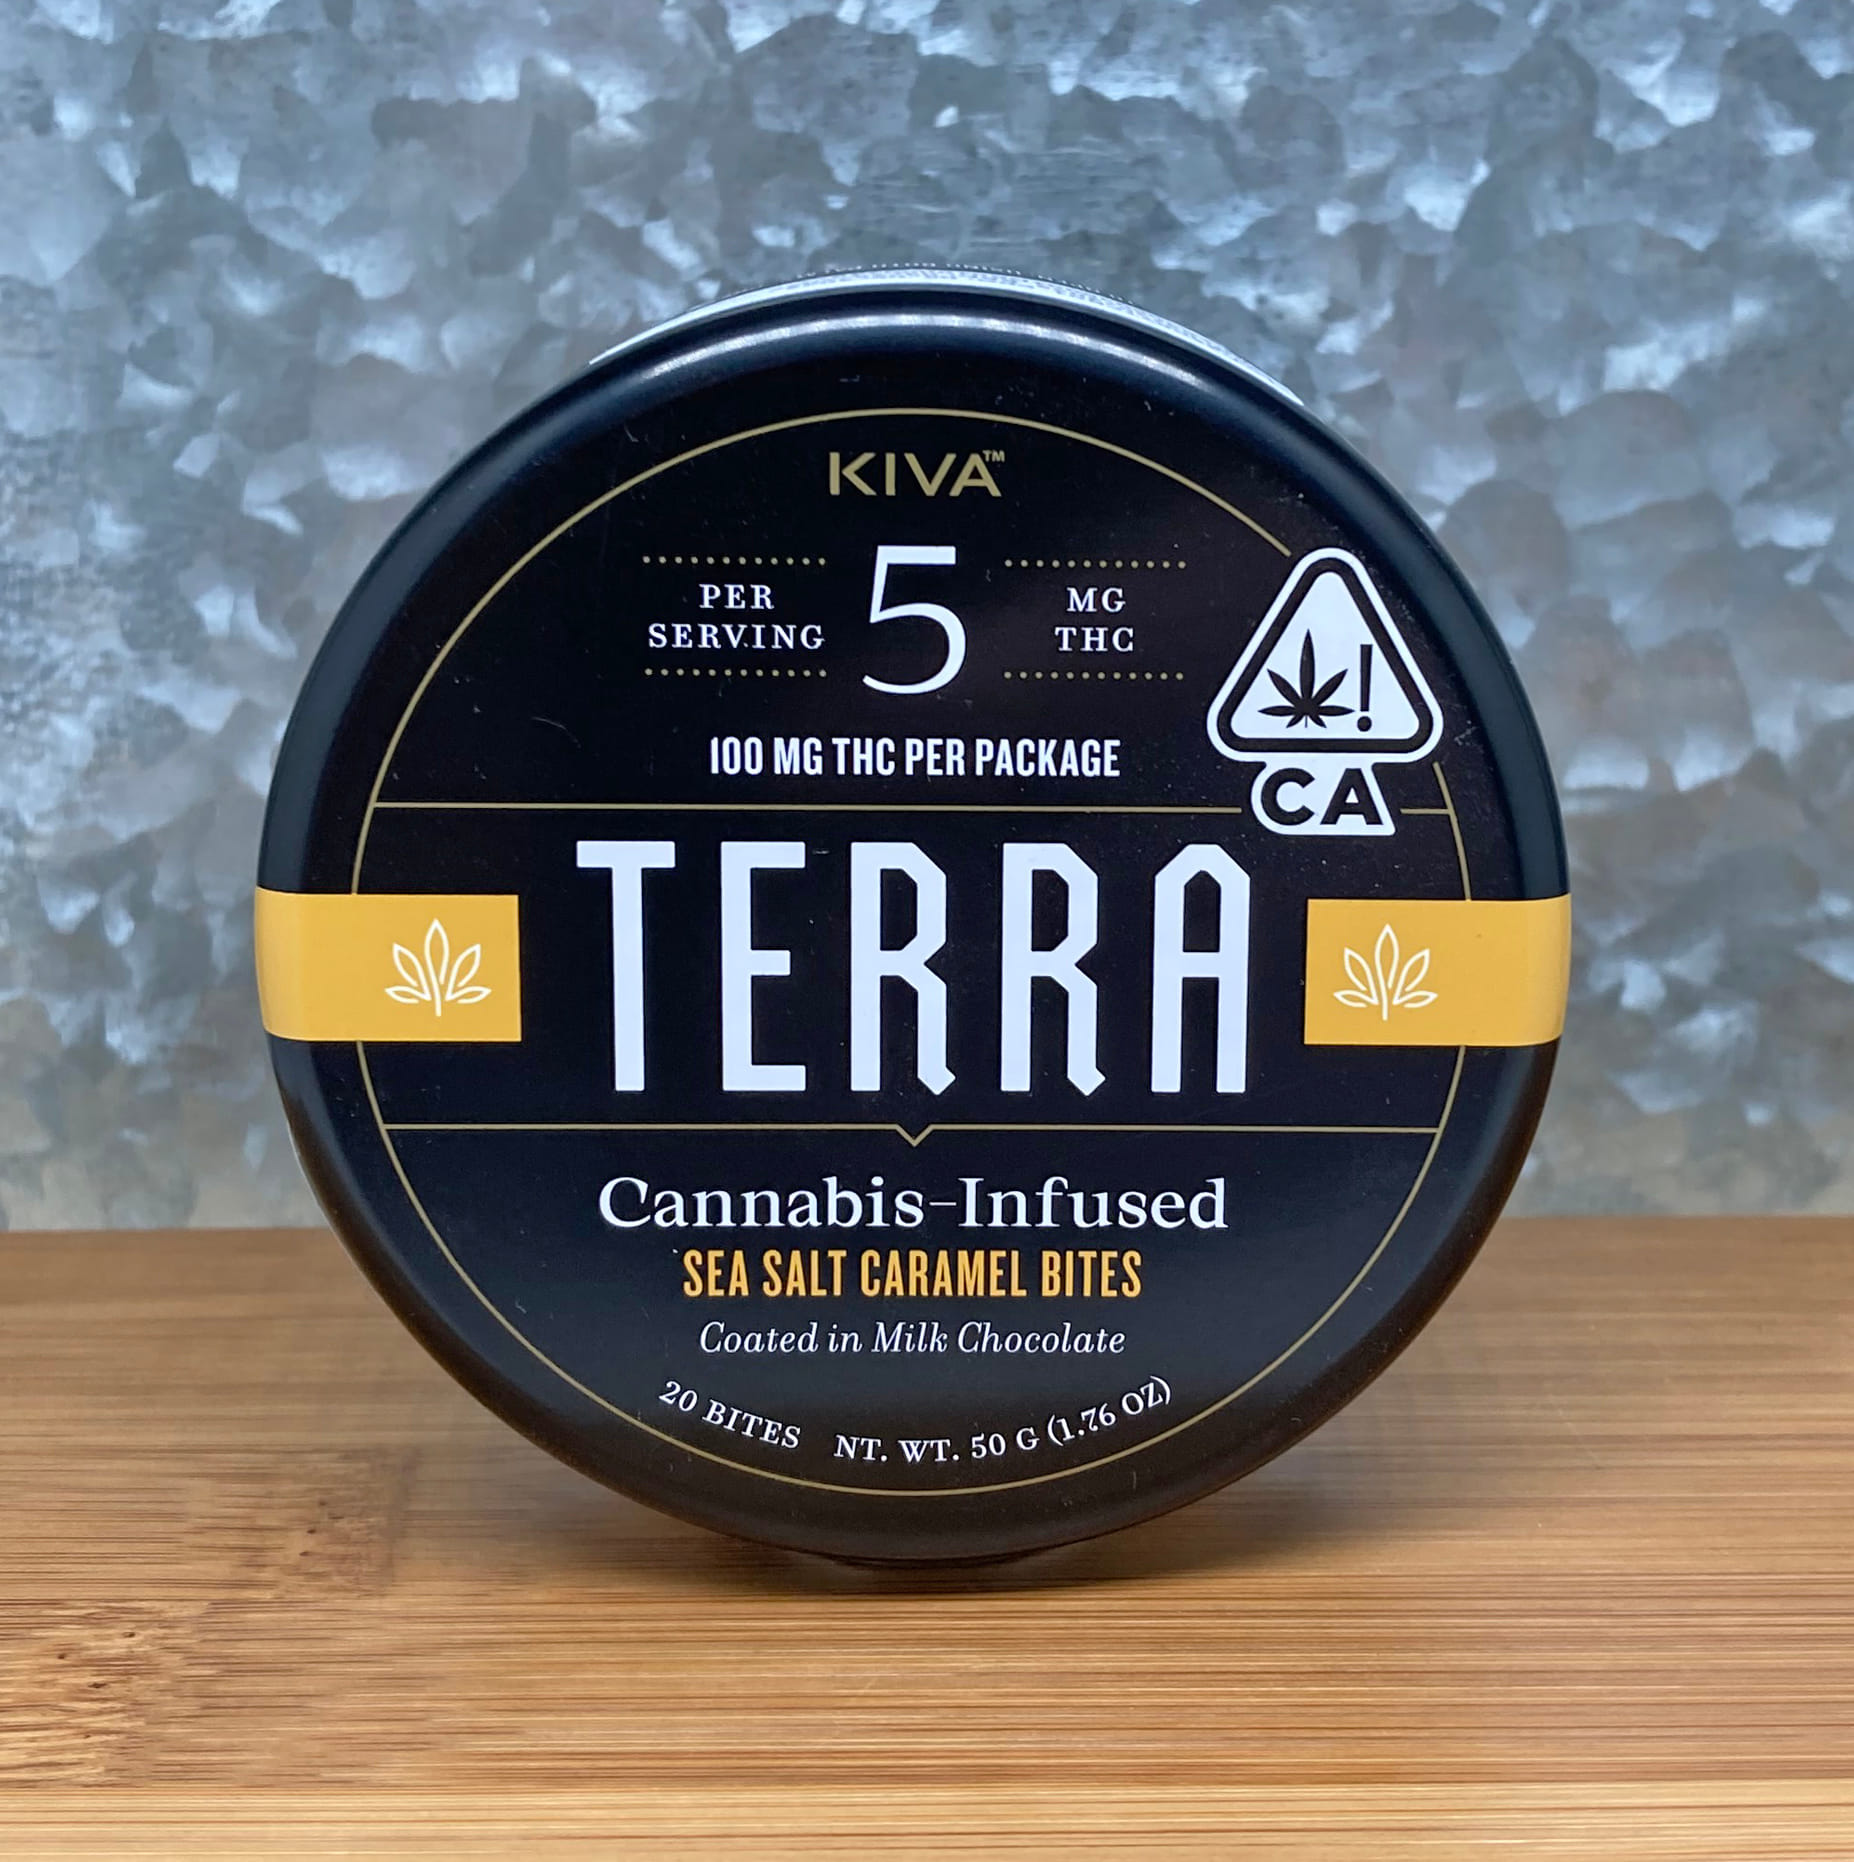 KIVA™
PER
SERVING
5
MG
THC
100 MG THC PER PACKAGE
!
CA
TERRA
Cannabis-Infused
SEA SALT CARAMEL BITES
Coated in Milk Chocolate
20 BITES NT. WT. 50 G (1.76 OZ)